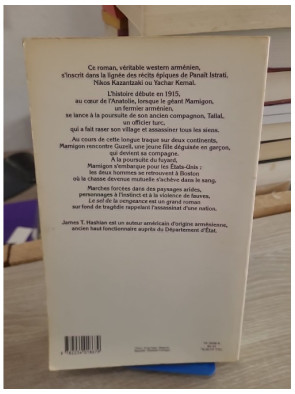 Ce roman, véritable western arménien,
s'inscrit dans la lignée des récits épiques de Panaït Istrati,
Nikos Kazantzaki ou Yachar Kemal.
L'histoire débute en 1915,
au cœur de l'Anatolie, lorsque le géant Mamigon,
un fermier arménien,
se lance à la poursuite de son ancien compagnon, Tallal,
un officier turc,
qui a fait raser son village et assassiner tous les siens.
Au cours de cette longue traque sur deux continents,
Mamigon rencontre Guzeli, une jeune fille déguisée en garçon,
qui devient sa compagne.
À la poursuite du fuyard,
Mamigon s'embarque pour les États-Unis :
les deux hommes se retrouvent à Boston
où la chasse devenue mutuelle s'achève dans le sang.
Marches forcées dans des paysages arides,
personnages à l'instinct et à la violence de fauves,
Le sol de la vengeance est un grand roman
sur fond de tragédie rappelant l'assassinat d'une nation.
James T. Hastian est un auteur américain d'origine arménienne,
ancien haut fonctionnaire auprès du Département d'État.